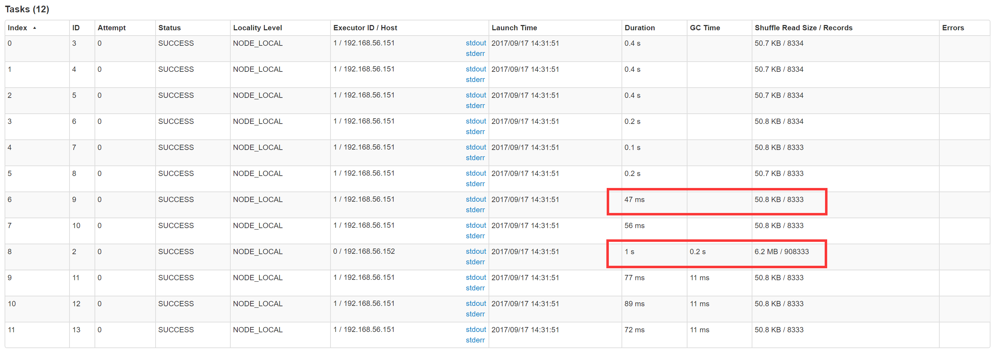 Tasks (12)
Index ▲ ID Attempt Status Locality Level Executor ID / Host Launch Time Duration GC Time Shuffle Read Size / Records Errors
0 3 0 SUCCESS NODE_LOCAL 1 / 192.168.56.151 stdout 2017/09/17 14:31:51 0.4 s 50.7 KB / 8334
stderr
1 4 0 SUCCESS NODE_LOCAL 1 / 192.168.56.151 stdout 2017/09/17 14:31:51 0.4 s 50.7 KB / 8334
stderr
2 5 0 SUCCESS NODE_LOCAL 1 / 192.168.56.151 stdout 2017/09/17 14:31:51 0.4 s 50.7 KB / 8334
stderr
3 6 0 SUCCESS NODE_LOCAL 1 / 192.168.56.151 stdout 2017/09/17 14:31:51 0.2 s 50.8 KB / 8334
stderr
4 7 0 SUCCESS NODE_LOCAL 1 / 192.168.56.151 stdout 2017/09/17 14:31:51 0.1 s 50.8 KB / 8333
stderr
5 8 0 SUCCESS NODE_LOCAL 1 / 192.168.56.151 stdout 2017/09/17 14:31:51 0.2 s 50.7 KB / 8333
stderr
6 9 0 SUCCESS NODE_LOCAL 1 / 192.168.56.151 stdout 2017/09/17 14:31:51 47 ms 50.8 KB / 8333
stderr
7 10 0 SUCCESS NODE_LOCAL 1 / 192.168.56.151 stdout 2017/09/17 14:31:51 56 ms 50.8 KB / 8333
stderr
8 2 0 SUCCESS NODE_LOCAL 0 / 192.168.56.152 stdout 2017/09/17 14:31:51 1 s 0.2 s 6.2 MB / 908333
stderr
9 11 0 SUCCESS NODE_LOCAL 1 / 192.168.56.151 stdout 2017/09/17 14:31:51 77 ms 11 ms 50.8 KB / 8333
stderr
10 12 0 SUCCESS NODE_LOCAL 1 / 192.168.56.151 stdout 2017/09/17 14:31:51 89 ms 11 ms 50.8 KB / 8333
stderr
11 13 0 SUCCESS NODE_LOCAL 1 / 192.168.56.151 stdout 2017/09/17 14:31:51 72 ms 11 ms 50.8 KB / 8333
stderr